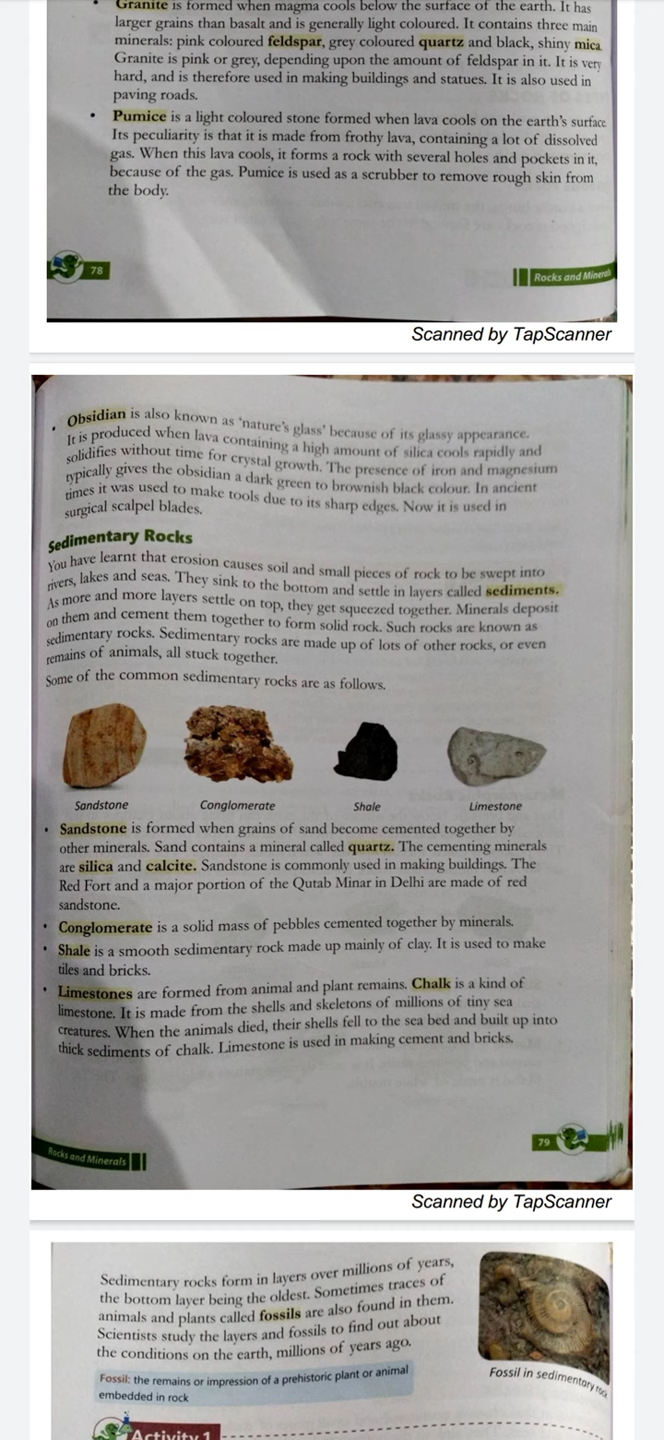 • Granite is formed when magma cools below the surface of the earth. It has
larger grains than basalt and is generally light coloured. It contains three main
minerals: pink coloured feldspar, grey coloured quartz and black, shiny mica.
Granite is pink or grey, depending upon the amount of feldspar in it. It is very
hard, and is therefore used in making buildings and statues. It is also used in
paving roads.
• Pumice is a light coloured stone formed when lava cools on the earth's surface.
Its peculiarity is that it is made from frothy lava, containing a lot of dissolved
gas. When this lava cools, it forms a rock with several holes and pockets in it,
because of the gas. Pumice is used as a scrubber to remove rough skin from
the body.
78
Rocks and Minerals
Scanned by TapScanner
• Obsidian is also known as 'nature's glass' because of its glassy appearance.
It is produced when lava containing a high amount of silica cools rapidly and
solidifies without time for crystal growth. The presence of iron and magnesium
typically gives the obsidian a dark green to brownish black colour. In ancient
times it was used to make tools due to its sharp edges. Now it is used in
surgical scalpel blades.
Sedimentary Rocks
You have learnt that erosion causes soil and small pieces of rock to be swept into
rivers, lakes and seas. They sink to the bottom and settle in layers called sediments.
As more and more layers settle on top, they get squeezed together. Minerals deposit
on them and cement them together to form solid rock. Such rocks are known as
sedimentary rocks. Sedimentary rocks are made up of lots of other rocks, or even
remains of animals, all stuck together.
Some of the common sedimentary rocks are as follows.
Sandstone Conglomerate Shale Limestone
• Sandstone is formed when grains of sand become cemented together by
other minerals. Sand contains a mineral called quartz. The cementing minerals
are silica and calcite. Sandstone is commonly used in making buildings. The
Red Fort and a major portion of the Qutab Minar in Delhi are made of red
sandstone.
• Conglomerate is a solid mass of pebbles cemented together by minerals.
• Shale is a smooth sedimentary rock made up mainly of clay. It is used to make
tiles and bricks.
• Limestones are formed from animal and plant remains. Chalk is a kind of
limestone. It is made from the shells and skeletons of millions of tiny sea
creatures. When the animals died, their shells fell to the sea bed and built up into
thick sediments of chalk. Limestone is used in making cement and bricks.
Rocks and Minerals
79
Scanned by TapScanner
Sedimentary rocks form in layers over millions of years,
the bottom layer being the oldest. Sometimes traces of
animals and plants called fossils are also found in them.
Scientists study the layers and fossils to find out about
the conditions on the earth, millions of years ago.
Fossil in sedimentary rock
Fossil: the remains or impression of a prehistoric plant or animal
embedded in rock
Activity 1